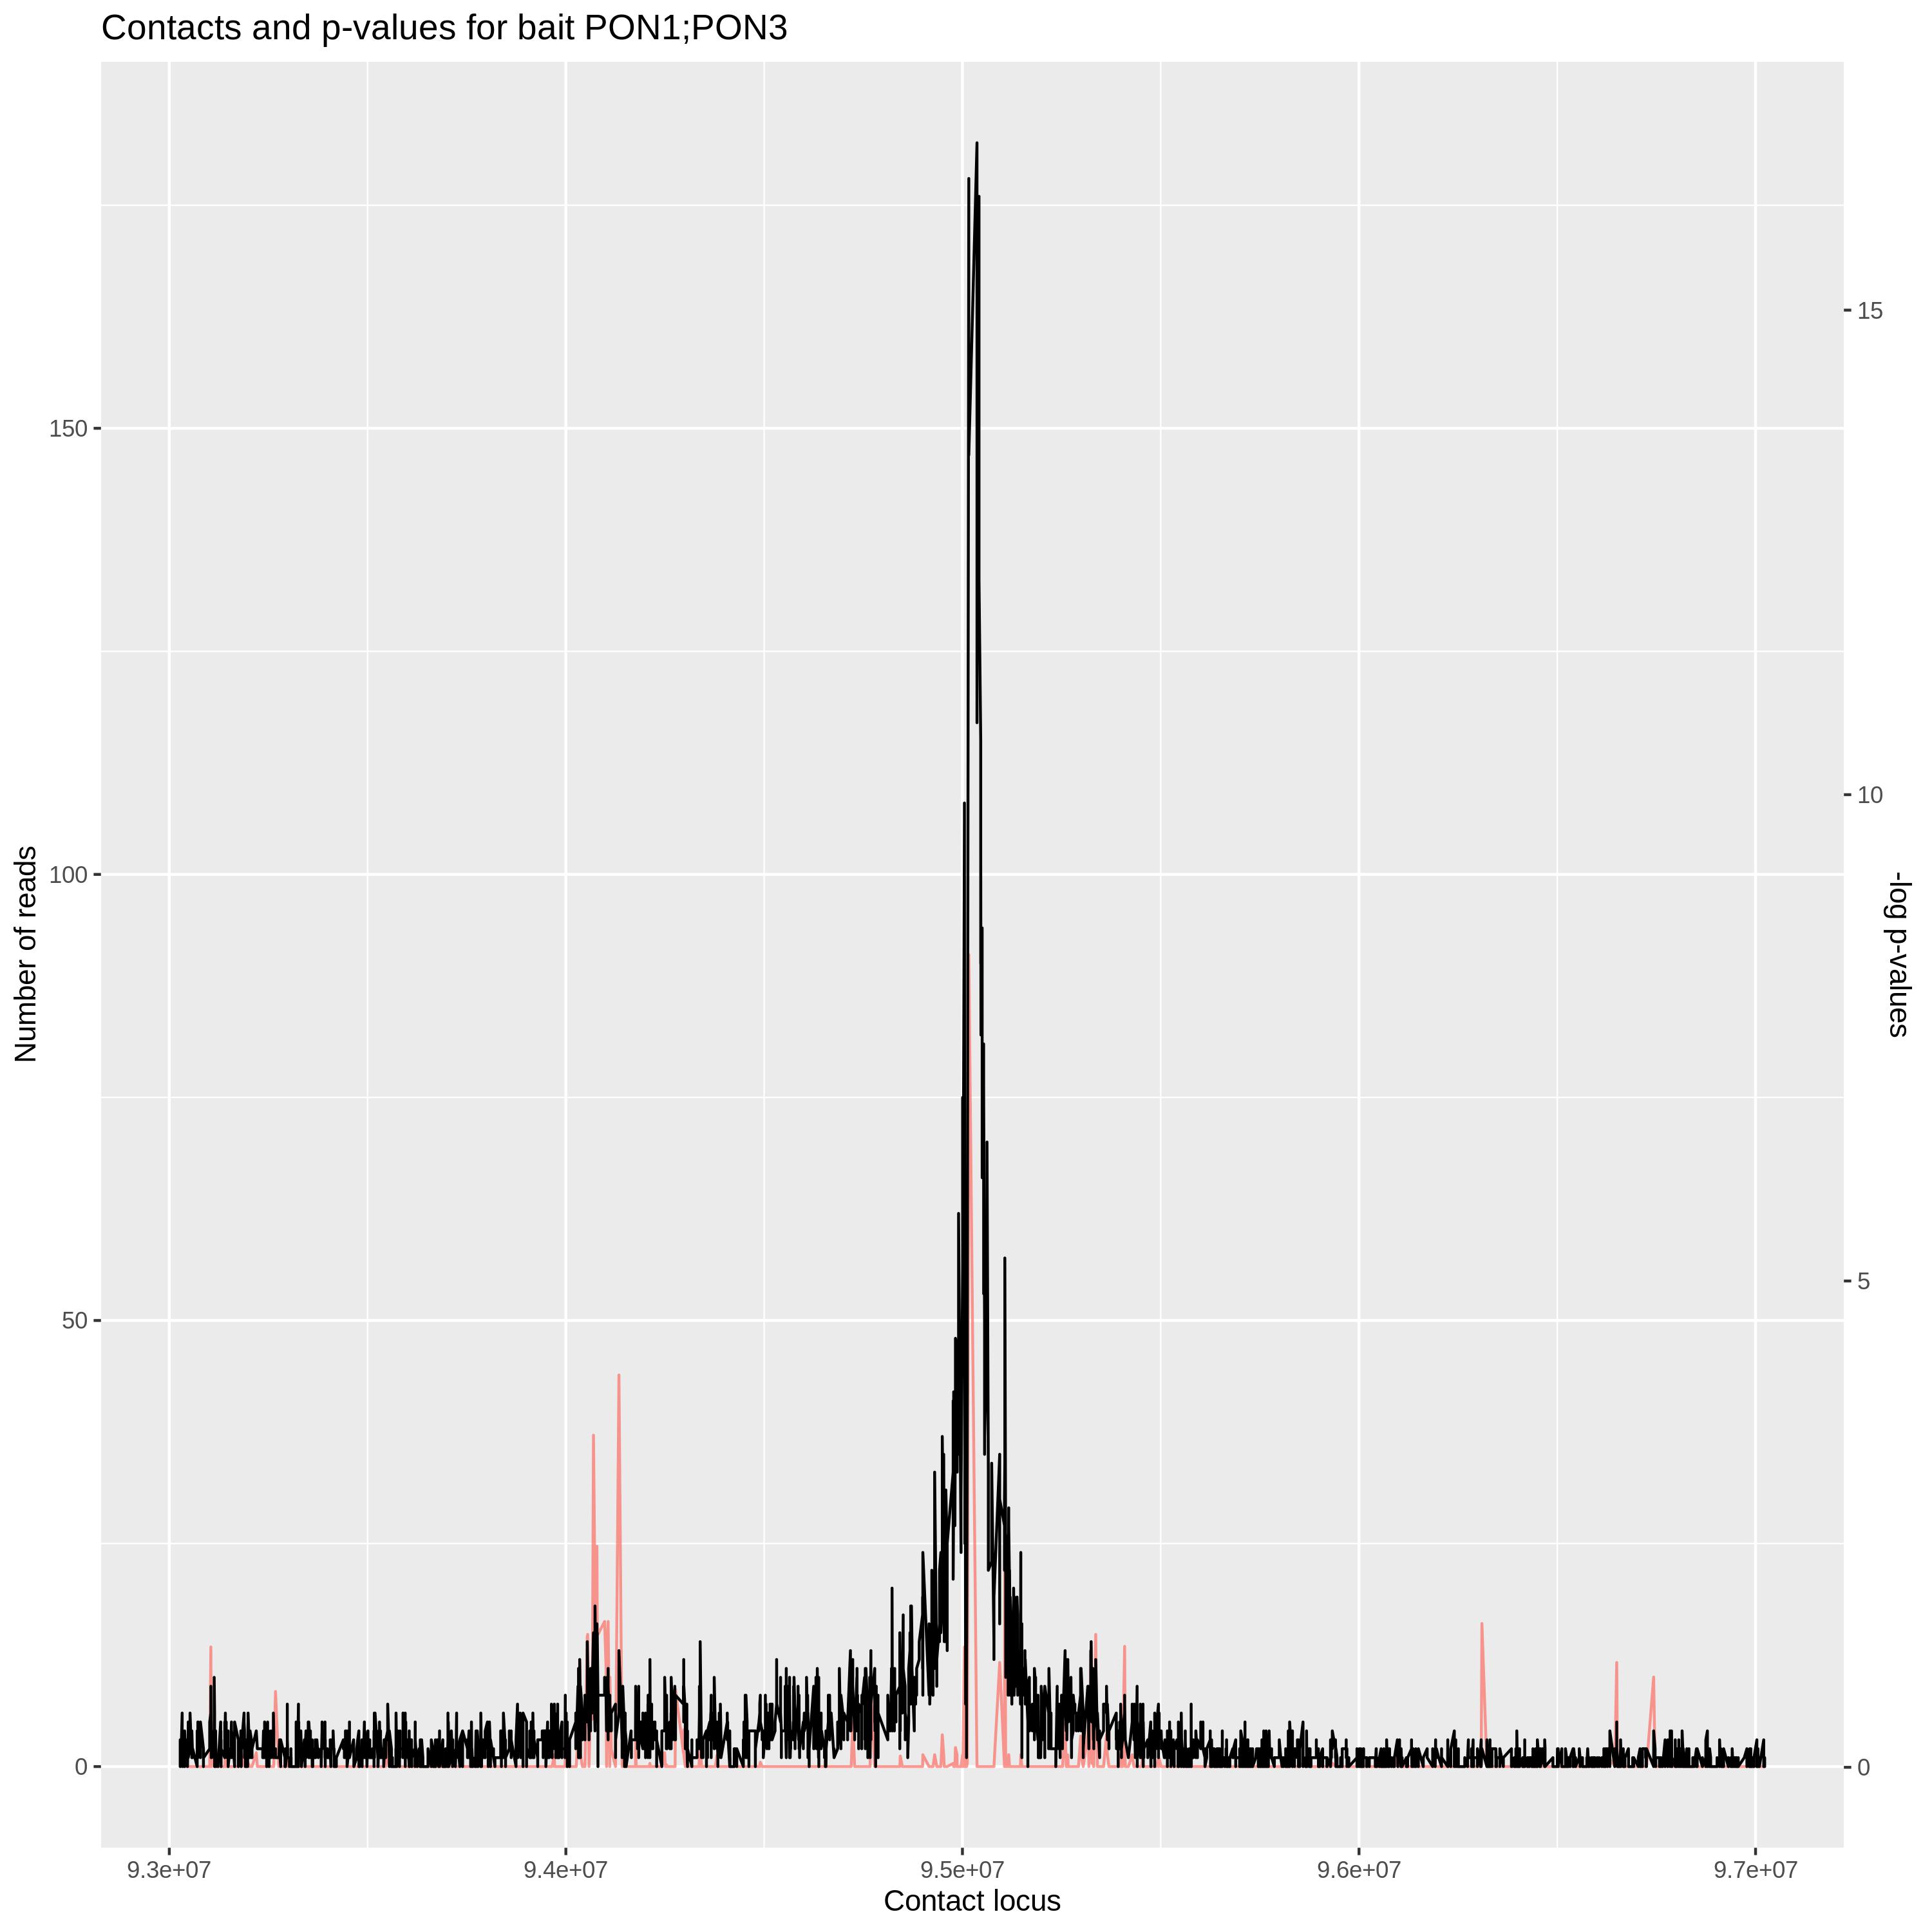 Contacts and p-values for bait PON1;PON3
Number of reads
150
100
50
0
15
10
5
0
-log p-values
9.3e+07 9.4e+07 9.5e+07 9.6e+07 9.7e+07
Contact locus